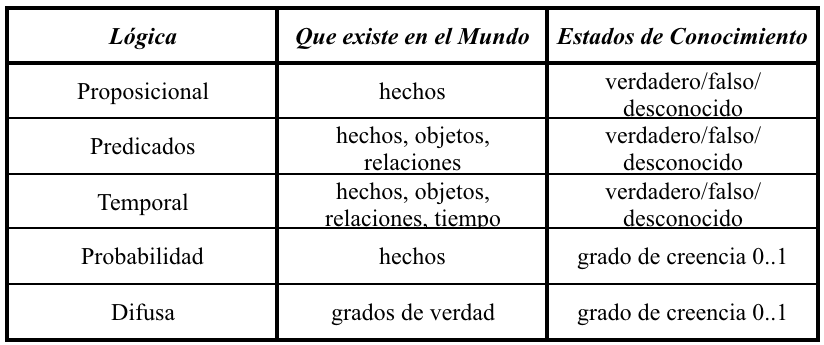 Lógica
Que existe en el Mundo
Estados de Conocimiento
Proposicional
hechos
verdadero/falso/
desconocido
Predicados
hechos, objetos,
relaciones
verdadero/falso/
desconocido
Temporal
hechos, objetos,
relaciones, tiempo
verdadero/falso/
desconocido
Probabilidad
hechos
grado de creencia 0..1
Difusa
grados de verdad
grado de creencia 0..1